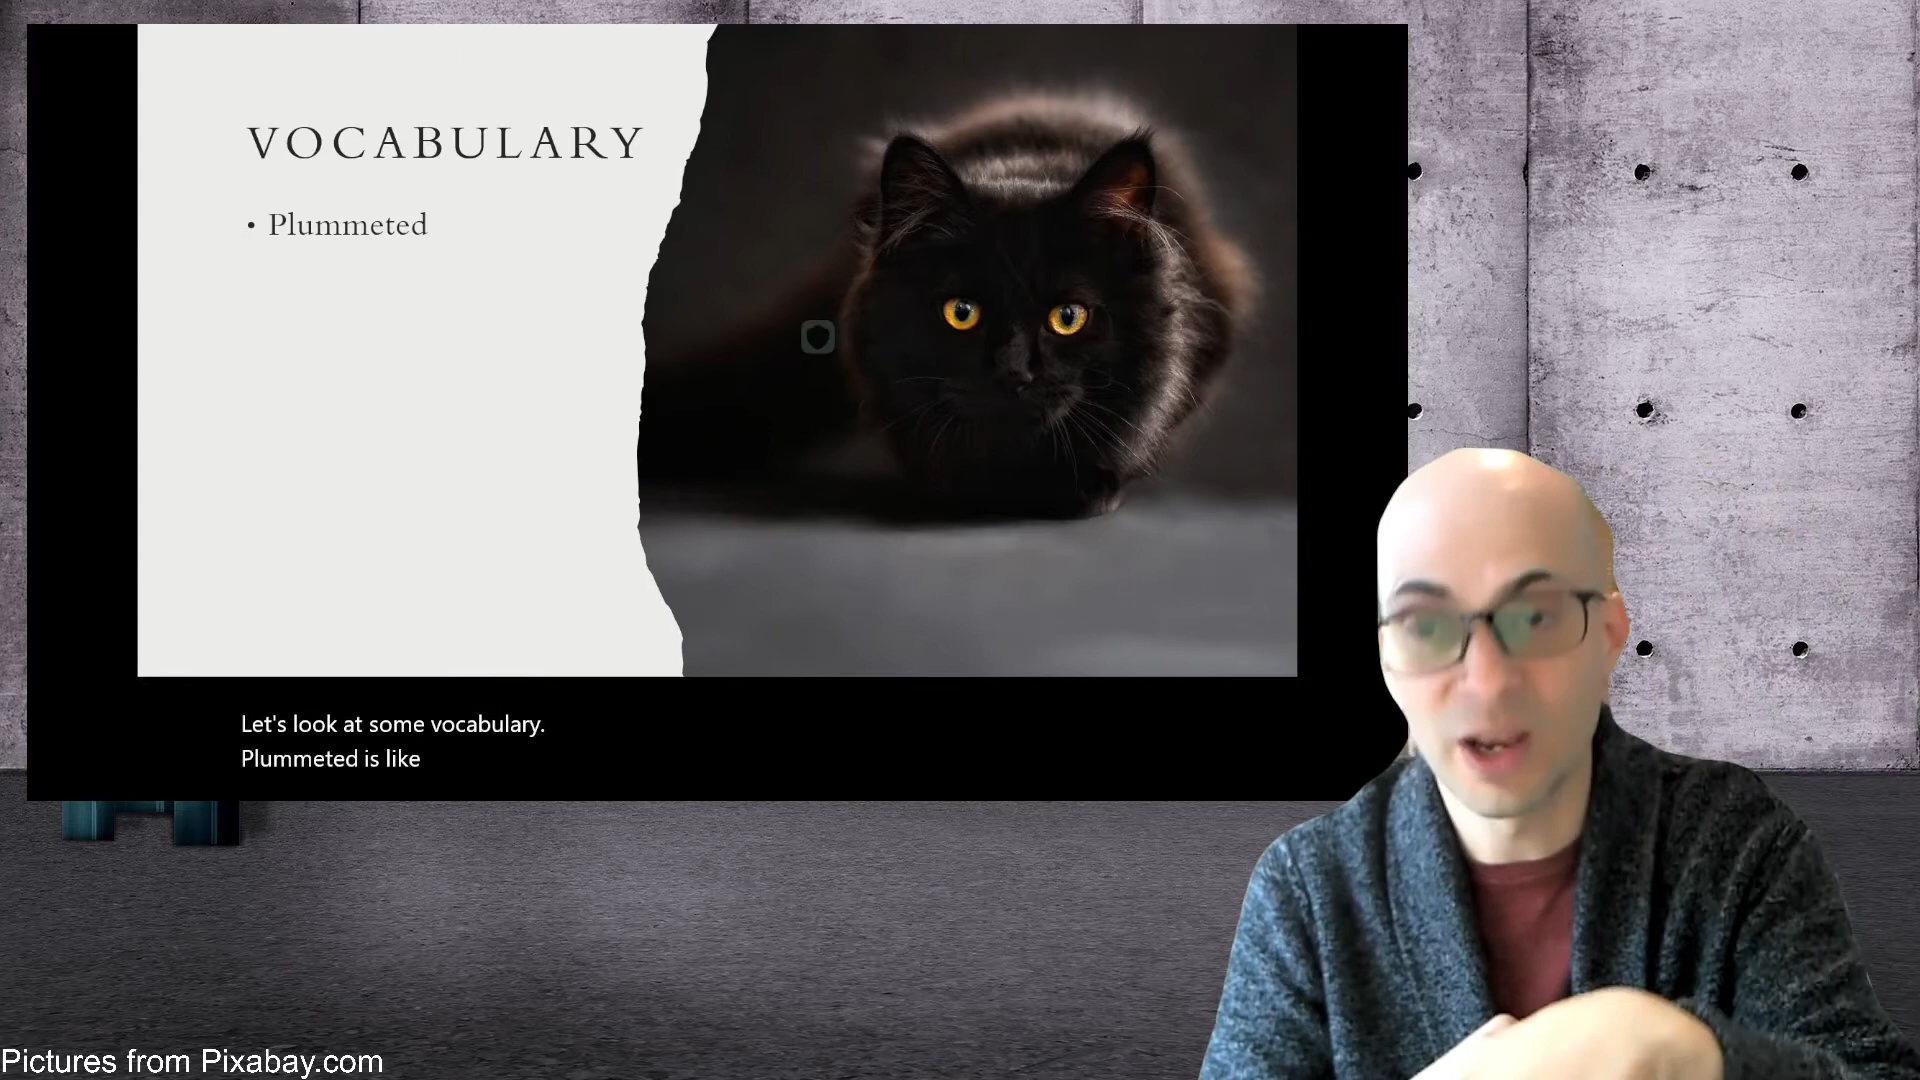 VOCABULARY
• Plummeted
Let's look at some vocabulary.
Plummeted is like
Pictures from Pixabay.com